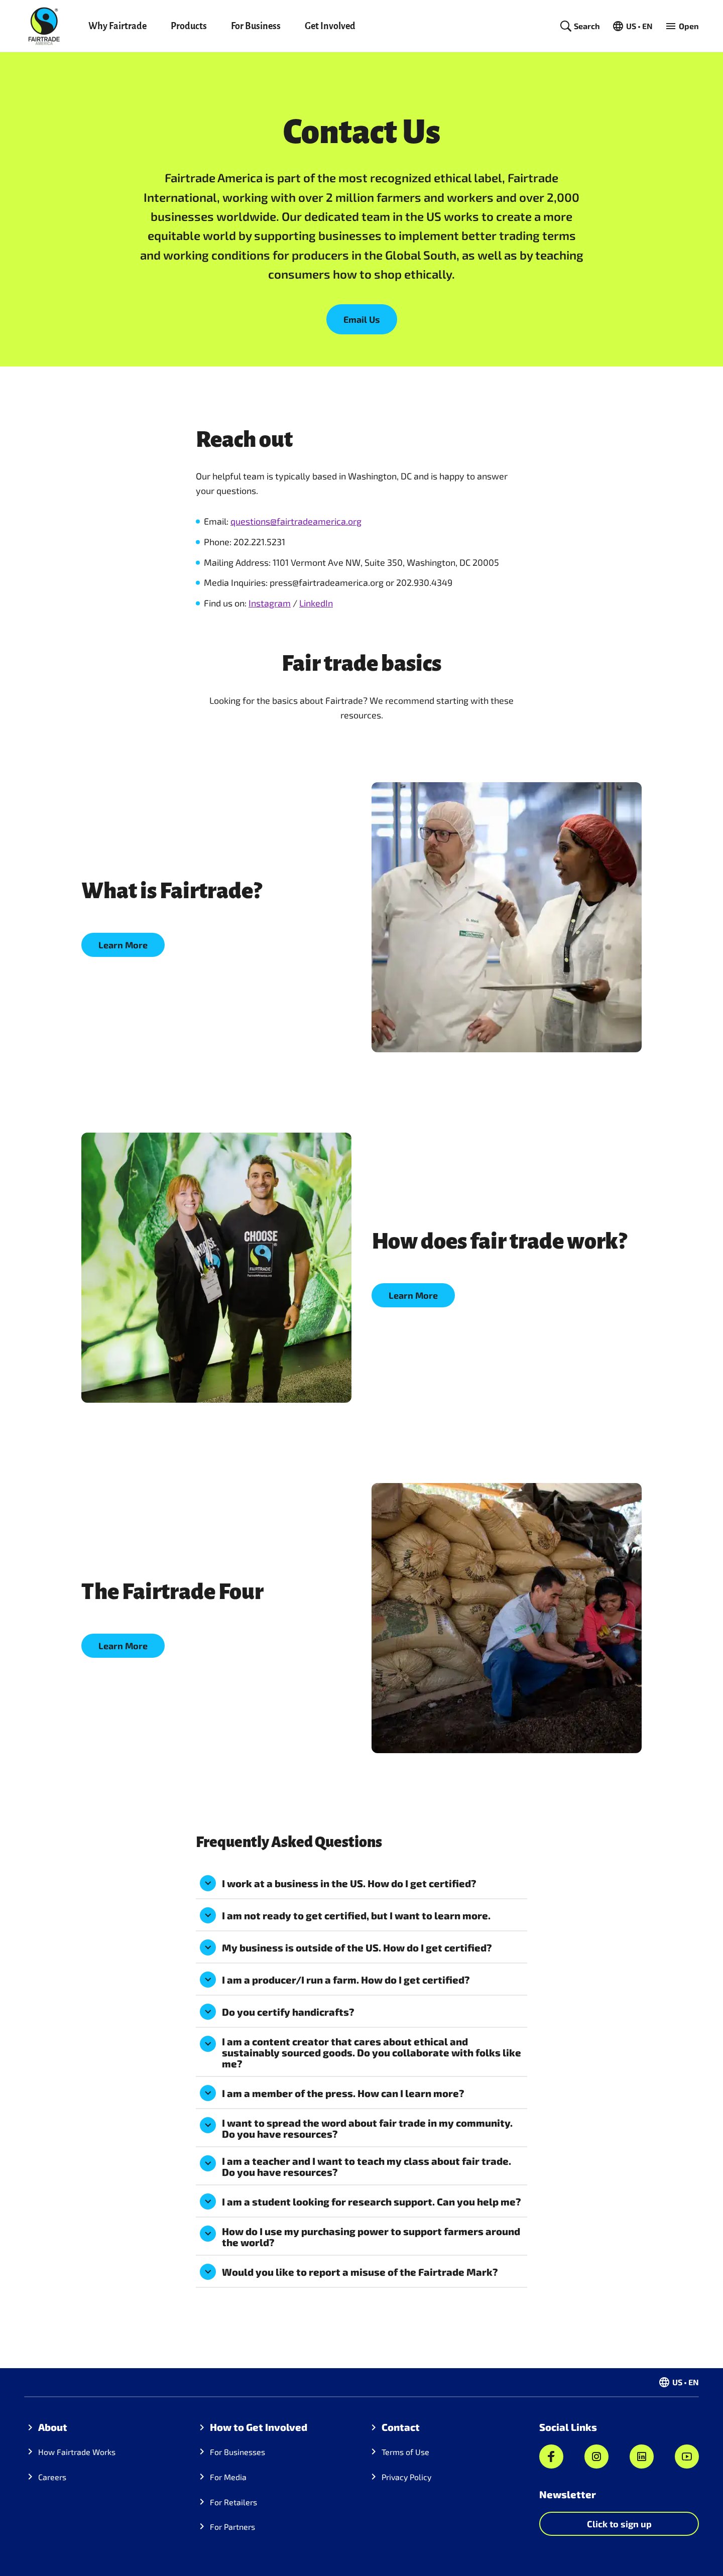 FAIRTRADE
AMERICA
Why Fairtrade
Products
For Business
Get Involved
Search
US • EN
Open
Contact Us
Fairtrade America is part of the most recognized ethical label, Fairtrade
International, working with over 2 million farmers and workers and over 2,000
businesses worldwide. Our dedicated team in the US works to create a more
equitable world by supporting businesses to implement better trading terms
and working conditions for producers in the Global South, as well as by teaching
consumers how to shop ethically.
Email Us
Reach out
Our helpful team is typically based in Washington, DC and is happy to answer
your questions.
Email: questions@fairtradeamerica.org
Phone: 202.221.5231
Mailing Address: 1101 Vermont Ave NW, Suite 350, Washington, DC 20005
Media Inquiries: press@fairtradeamerica.org or 202.930.4349
Find us on: Instagram / LinkedIn
Fair trade basics
Looking for the basics about Fairtrade? We recommend starting with these
resources.
What is Fairtrade?
Learn More
CHOOSE
FAIRTRADE
How does fair trade work?
Learn More
The Fairtrade Four
Learn More
Frequently Asked Questions
I work at a business in the US. How do I get certified?
I am not ready to get certified, but I want to learn more.
My business is outside of the US. How do I get certified?
I am a producer/I run a farm. How do I get certified?
Do you certify handicrafts?
I am a content creator that cares about ethical and
sustainably sourced goods. Do you collaborate with folks like
me?
I am a member of the press. How can I learn more?
I want to spread the word about fair trade in my community.
Do you have resources?
I am a teacher and I want to teach my class about fair trade.
Do you have resources?
I am a student looking for research support. Can you help me?
How do I use my purchasing power to support farmers around
the world?
Would you like to report a misuse of the Fairtrade Mark?
US • EN
About
How Fairtrade Works
Careers
How to Get Involved
For Businesses
For Media
For Retailers
For Partners
Contact
Terms of Use
Privacy Policy
Social Links
Newsletter
Click to sign up